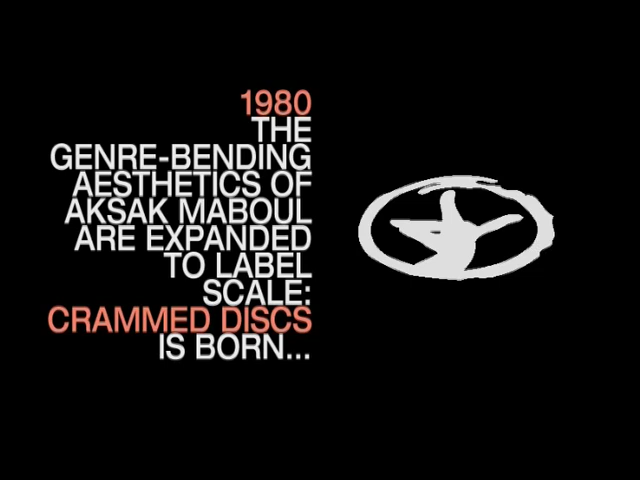 1980
THE
GENRE-BENDING
AESTHETICS OF
AKSAK MABOUL
ARE EXPANDED
TO LABEL
SCALE:
CRAMMED DISCS
IS BORN...